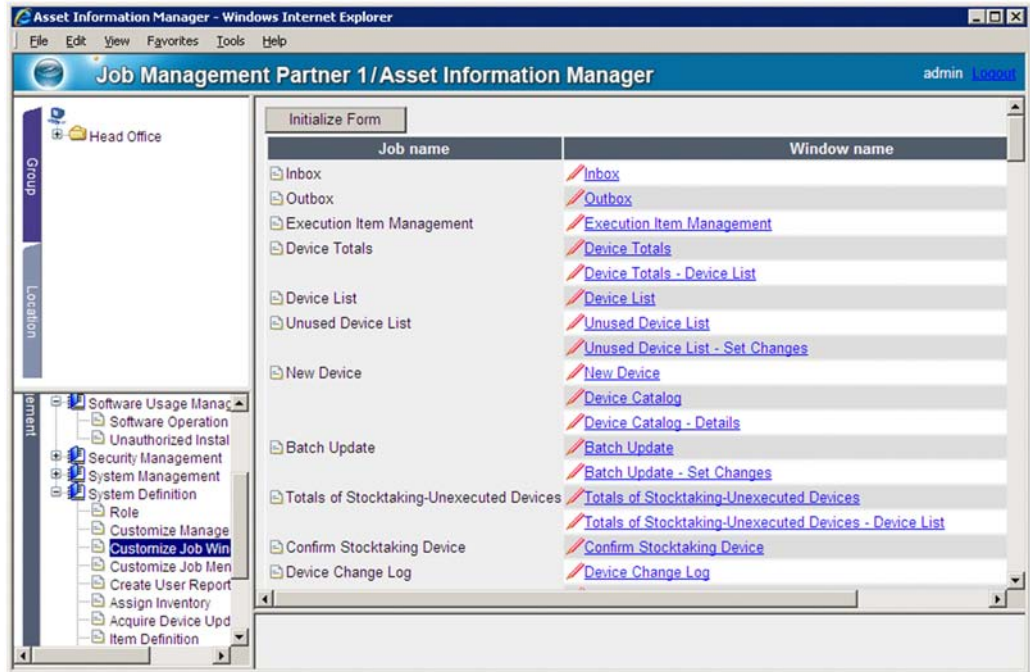 Asset Information Manager - Windows Internet Explorer
File Edit View Favorites Tools Help
Job Management Partner 1/Asset Information Manager
admin Logout
Group
Location
Head Office
ement
Software Usage Manag
Software Operation
Unauthorized Instal
Security Management
System Management
System Definition
Role
Customize Manage
Customize Job Win
Customize Job Men
Create User Report
Assign Inventory
Acquire Device Upd
Item Definition
Initialize Form
Job name Window name
Inbox Inbox
Outbox Outbox
Execution Item Management Execution Item Management
Device Totals Device Totals
Device Totals - Device List
Device List Device List
Unused Device List Unused Device List
Unused Device List - Set Changes
New Device New Device
Device Catalog
Device Catalog - Details
Batch Update Batch Update
Batch Update - Set Changes
Totals of Stocktaking-Unexecuted Devices Totals of Stocktaking-Unexecuted Devices
Totals of Stocktaking-Unexecuted Devices - Device List
Confirm Stocktaking Device Confirm Stocktaking Device
Device Change Log Device Change Log